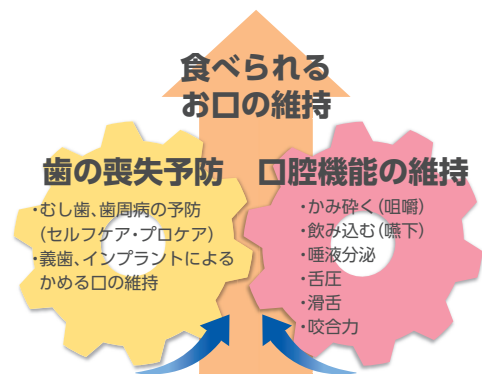 食べられる
お口の維持
歯の喪失予防
・むし歯、歯周病の予防
（セルフケア・プロケア）
・義歯、インプラントによる
かめる口の維持
口腔機能の維持
・かみ砕く（咀嚼）
・飲み込む（嚥下）
・唾液分泌
・舌圧
・滑舌
・咬合力